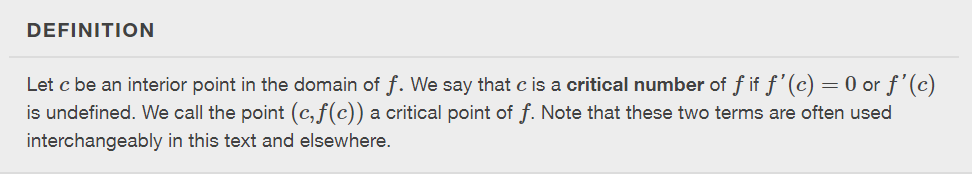 DEFINITION
Let c be an interior point in the domain of f. We say that c is a critical number of f if f′(c) = 0 or f′(c)
is undefined. We call the point (c,f(c)) a critical point of f. Note that these two terms are often used
interchangeably in this text and elsewhere.